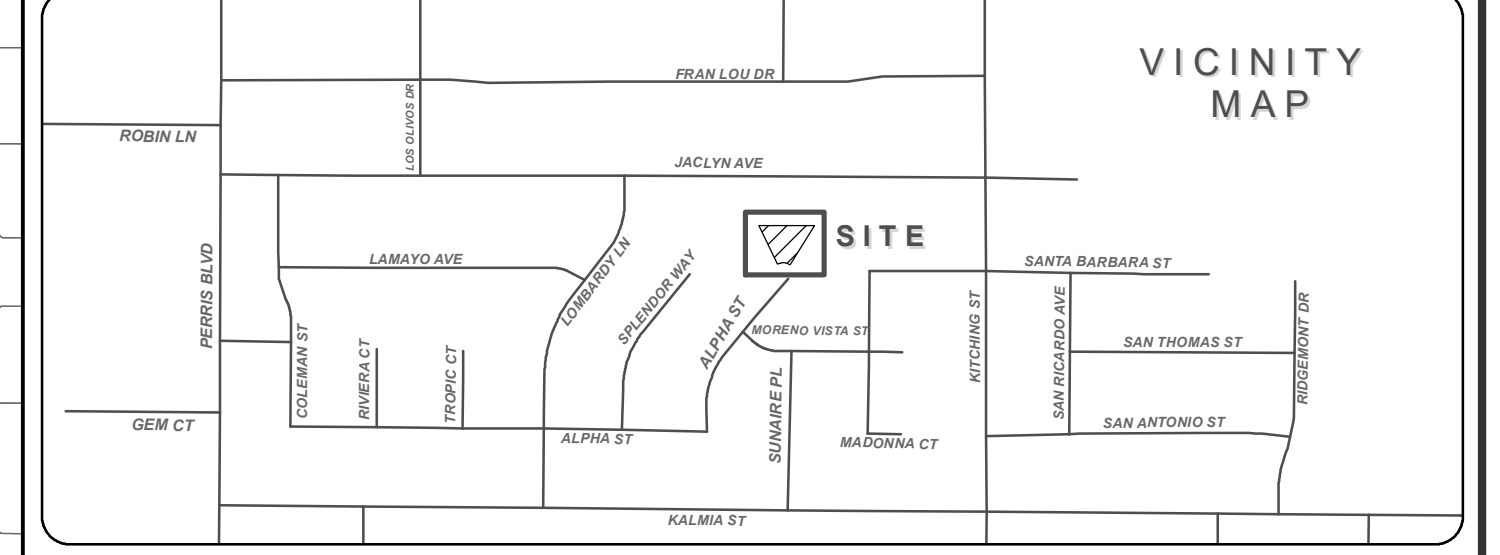 VICINITY
MAP
FRAN LOU DR
LOS OLIVOS DR
ROBIN LN
JACLYN AVE
SITE
PERRIS BLVD
LAMAYO AVE
LOMBARDY LN
SPLENDOR WAY
SANTA BARBARA ST
ALPHA ST
MORENO VISTA ST
KITCHING ST
SAN RICARDO AVE
SAN THOMAS ST
RIDGEMONT DR
COLEMAN ST
RIVIERA CT
TROPIC CT
SUNAIRE PL
GEM CT
ALPHA ST
MADONNA CT
SAN ANTONIO ST
KALMIA ST